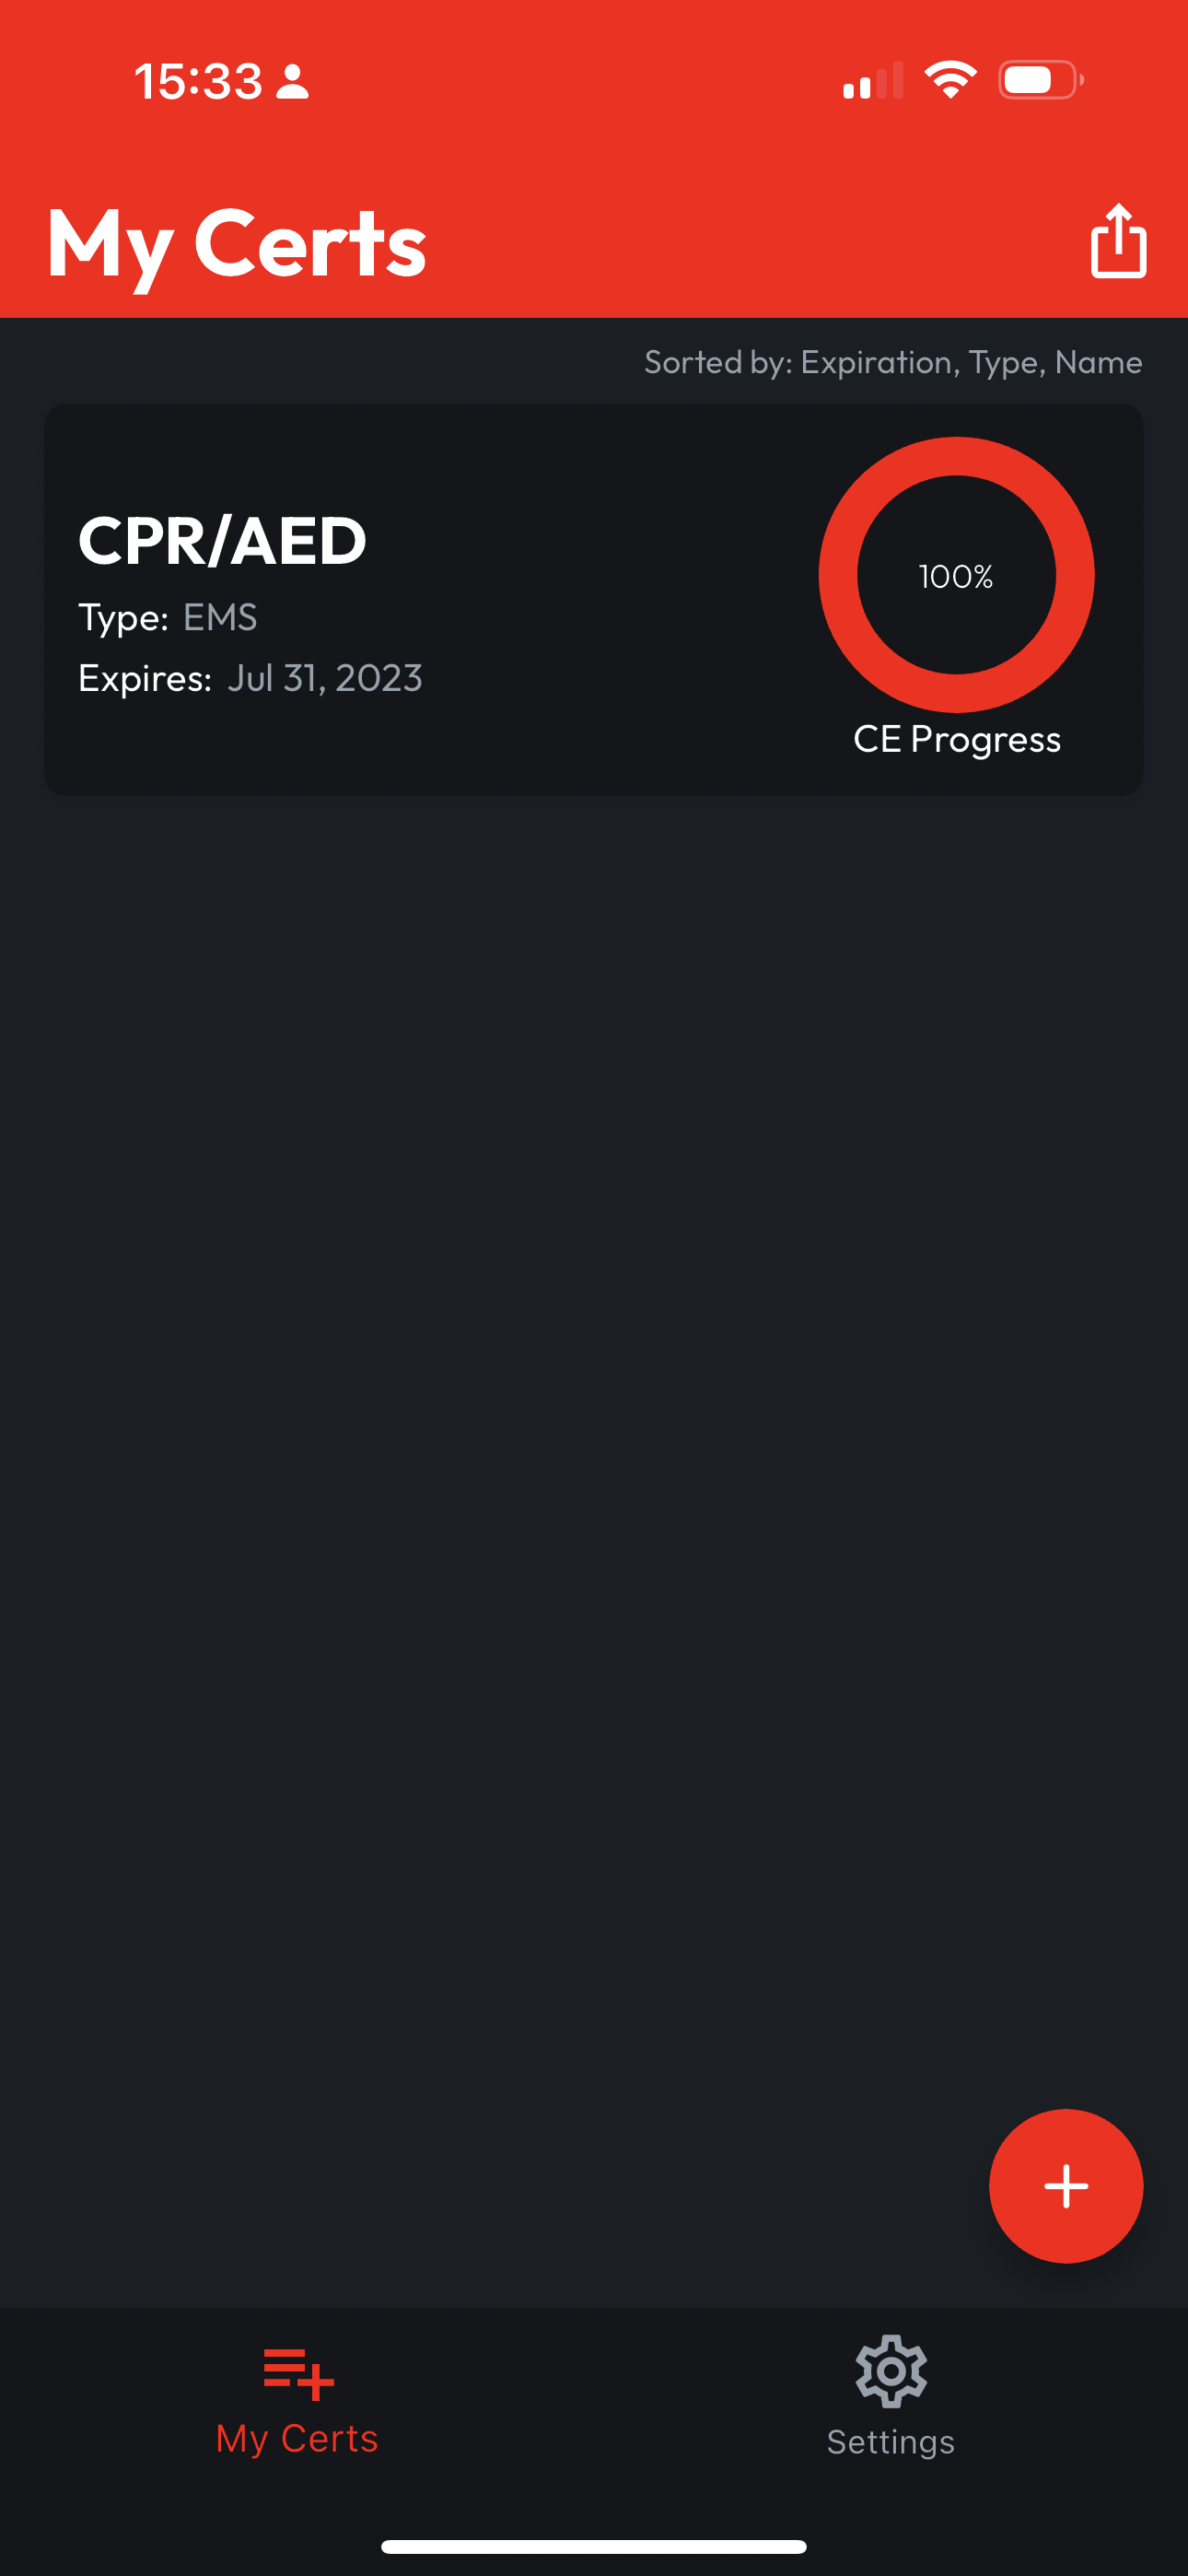 15:33
My Certs
Sorted by: Expiration, Type, Name
CPR/AED
Type: EMS
Expires: Jul 31, 2023
100%
CE Progress
My Certs
Settings